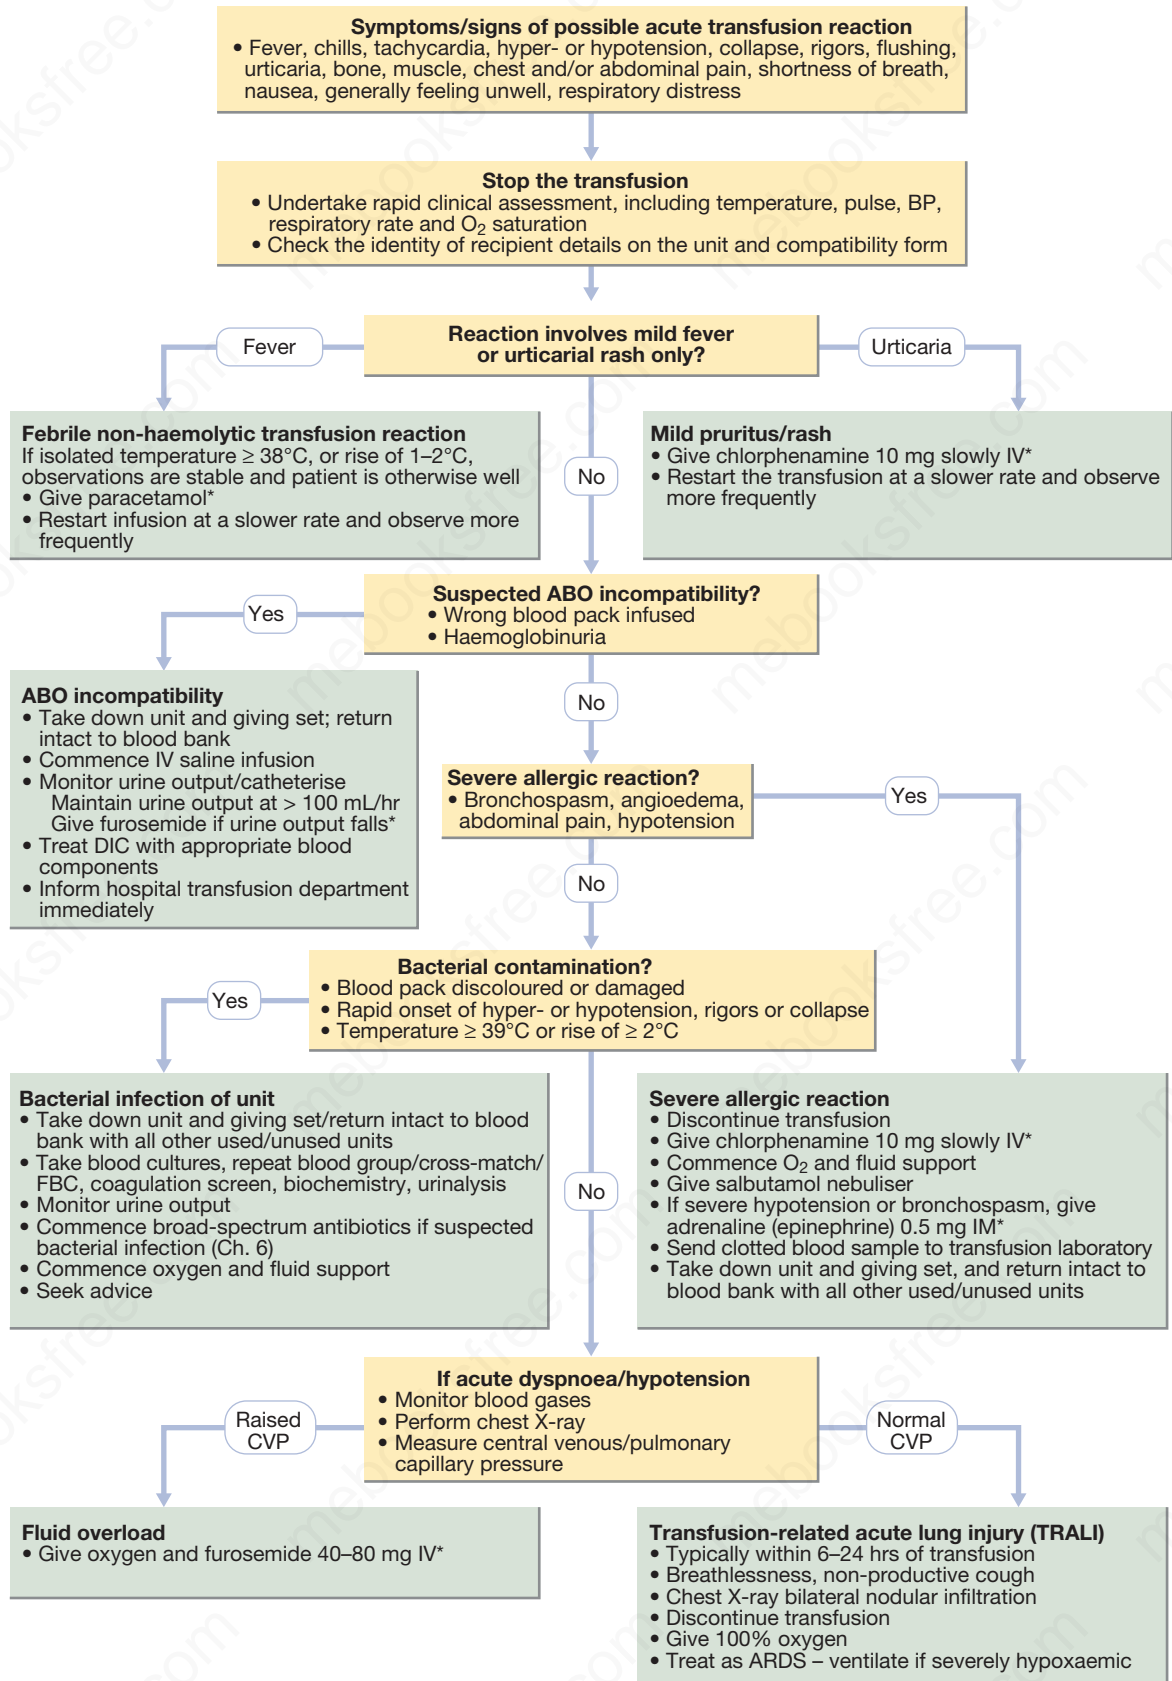 Symptoms/signs of possible acute transfusion reaction
• Fever, chills, tachycardia, hyper- or hypotension, collapse, rigors, flushing,
urticaria, bone, muscle, chest and/or abdominal pain, shortness of breath,
nausea, generally feeling unwell, respiratory distress
Stop the transfusion
• Undertake rapid clinical assessment, including temperature, pulse, BP,
respiratory rate and O₂ saturation
• Check the identity of recipient details on the unit and compatibility form
Fever
Reaction involves mild fever
or urticarial rash only?
Urticaria
Febrile non-haemolytic transfusion reaction
If isolated temperature ≥ 38°C, or rise of 1–2°C,
observations are stable and patient is otherwise well
• Give paracetamol*
• Restart infusion at a slower rate and observe more
frequently
No
Mild pruritus/rash
• Give chlorphenamine 10 mg slowly IV*
• Restart the transfusion at a slower rate and observe
more frequently
Yes
Suspected ABO incompatibility?
• Wrong blood pack infused
• Haemoglobinuria
ABO incompatibility
• Take down unit and giving set; return
intact to blood bank
• Commence IV saline infusion
• Monitor urine output/catheterise
Maintain urine output at > 100 mL/hr
Give furosemide if urine output falls*
• Treat DIC with appropriate blood
components
• Inform hospital transfusion department
immediately
No
Severe allergic reaction?
• Bronchospasm, angioedema,
abdominal pain, hypotension
Yes
No
Yes
Bacterial contamination?
• Blood pack discoloured or damaged
• Rapid onset of hyper- or hypotension, rigors or collapse
• Temperature ≥ 39°C or rise of ≥ 2°C
Bacterial infection of unit
• Take down unit and giving set/return intact to blood
bank with all other used/unused units
• Take blood cultures, repeat blood group/cross-match/
FBC, coagulation screen, biochemistry, urinalysis
• Monitor urine output
• Commence broad-spectrum antibiotics if suspected
bacterial infection (Ch. 6)
• Commence oxygen and fluid support
• Seek advice
No
Severe allergic reaction
• Discontinue transfusion
• Give chlorphenamine 10 mg slowly IV*
• Commence O₂ and fluid support
• Give salbutamol nebuliser
• If severe hypotension or bronchospasm, give
adrenaline (epinephrine) 0.5 mg IM*
• Send clotted blood sample to transfusion laboratory
• Take down unit and giving set, and return intact to
blood bank with all other used/unused units
Raised
CVP
If acute dyspnoea/hypotension
• Monitor blood gases
• Perform chest X-ray
• Measure central venous/pulmonary
capillary pressure
Normal
CVP
Fluid overload
• Give oxygen and furosemide 40–80 mg IV*
Transfusion-related acute lung injury (TRALI)
• Typically within 6–24 hrs of transfusion
• Breathlessness, non-productive cough
• Chest X-ray bilateral nodular infiltration
• Discontinue transfusion
• Give 100% oxygen
• Treat as ARDS – ventilate if severely hypoxaemic
mebooksfree.com